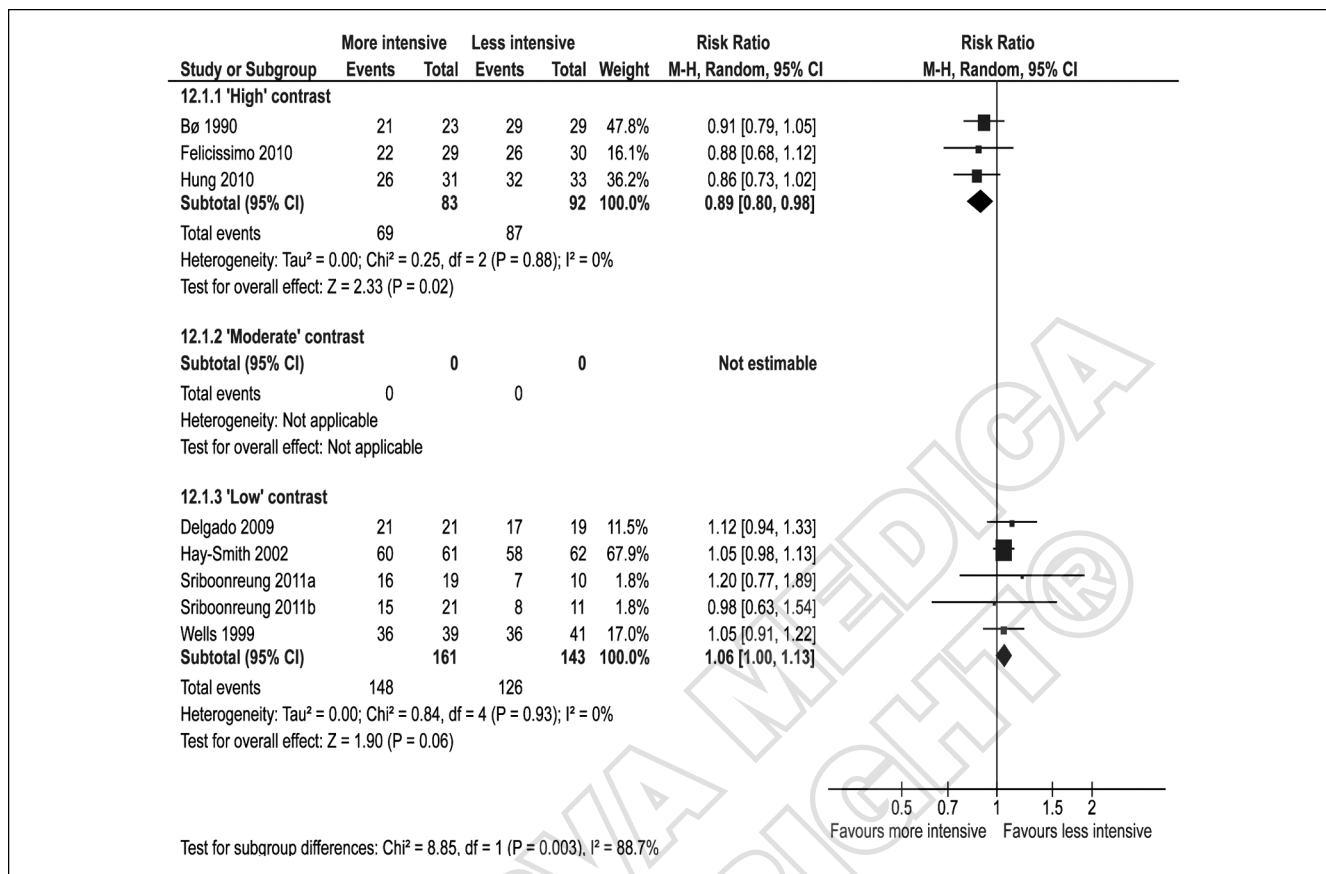 More intensive Less intensive Risk Ratio Risk Ratio
Study or Subgroup Events Total Events Total Weight M-H, Random, 95% CI M-H, Random, 95% CI
12.1.1 'High' contrast
Bø 1990 21 23 29 29 47.8% 0.91 [0.79, 1.05]
Felicissimo 2010 22 29 26 30 16.1% 0.88 [0.68, 1.12]
Hung 2010 26 31 32 33 36.2% 0.86 [0.73, 1.02]
Subtotal (95% CI) 83 92 100.0% 0.89 [0.80, 0.98]
Total events 69 87
Heterogeneity: Tau² = 0.00; Chi² = 0.25, df = 2 (P = 0.88); I² = 0%
Test for overall effect: Z = 2.33 (P = 0.02)
12.1.2 'Moderate' contrast
Subtotal (95% CI) 0 0 Not estimable
Total events 0 0
Heterogeneity: Not applicable
Test for overall effect: Not applicable
12.1.3 'Low' contrast
Delgado 2009 21 21 17 19 11.5% 1.12 [0.94, 1.33]
Hay-Smith 2002 60 61 58 62 67.9% 1.05 [0.98, 1.13]
Sriboonreung 2011a 16 19 7 10 1.8% 1.20 [0.77, 1.89]
Sriboonreung 2011b 15 21 8 11 1.8% 0.98 [0.63, 1.54]
Wells 1999 36 39 36 41 17.0% 1.05 [0.91, 1.22]
Subtotal (95% CI) 161 143 100.0% 1.06 [1.00, 1.13]
Total events 148 126
Heterogeneity: Tau² = 0.00; Chi² = 0.84, df = 4 (P = 0.93); I² = 0%
Test for overall effect: Z = 1.90 (P = 0.06)
0.5 0.7 1 1.5 2
Favours more intensive Favours less intensive
Test for subgroup differences: Chi² = 8.85, df = 1 (P = 0.003), I² = 88.7%
MEDICA